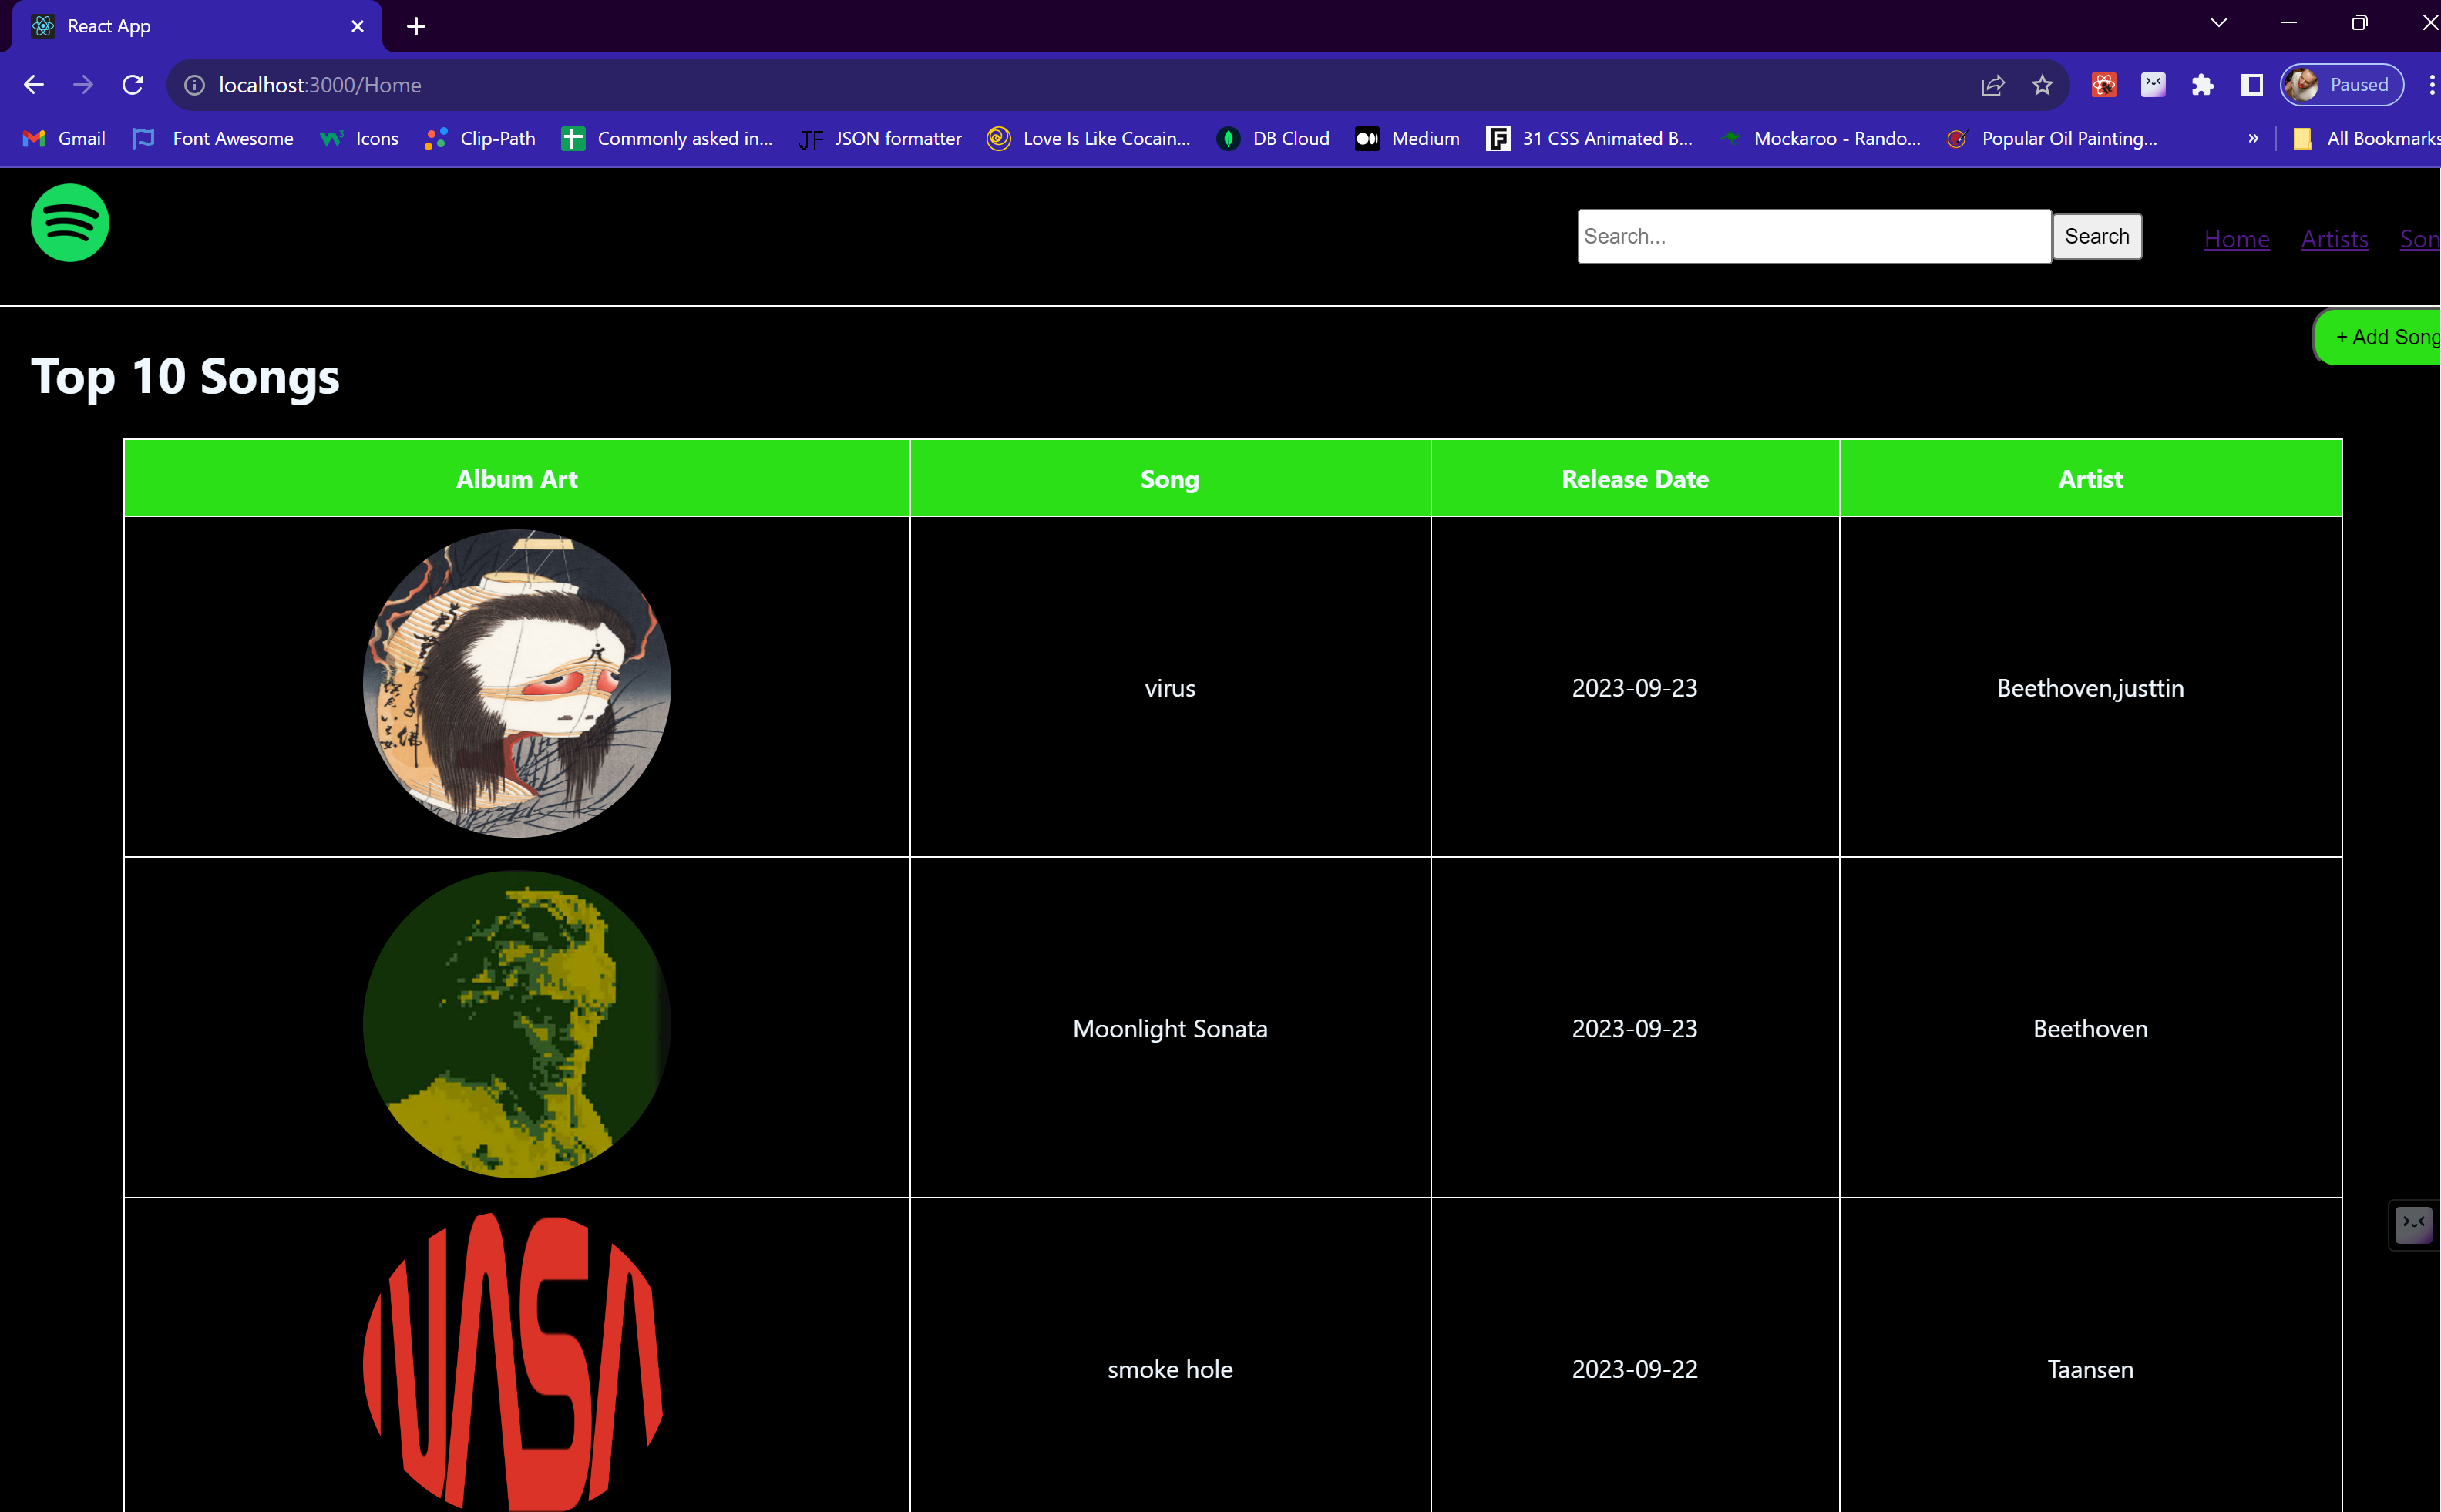 React App
localhost:3000/Home
Paused
Gmail Font Awesome Icons Clip-Path Commonly asked in... JF JSON formatter Love Is Like Cocain... DB Cloud Medium 31 CSS Animated B... Mockaroo - Rando... Popular Oil Painting... » All Bookmarks
Search... Search Home Artists Son
+ Add Song
Top 10 Songs
Album Art Song Release Date Artist
virus 2023-09-23 Beethoven,justtin
Moonlight Sonata 2023-09-23 Beethoven
NASA
smoke hole 2023-09-22 Taansen